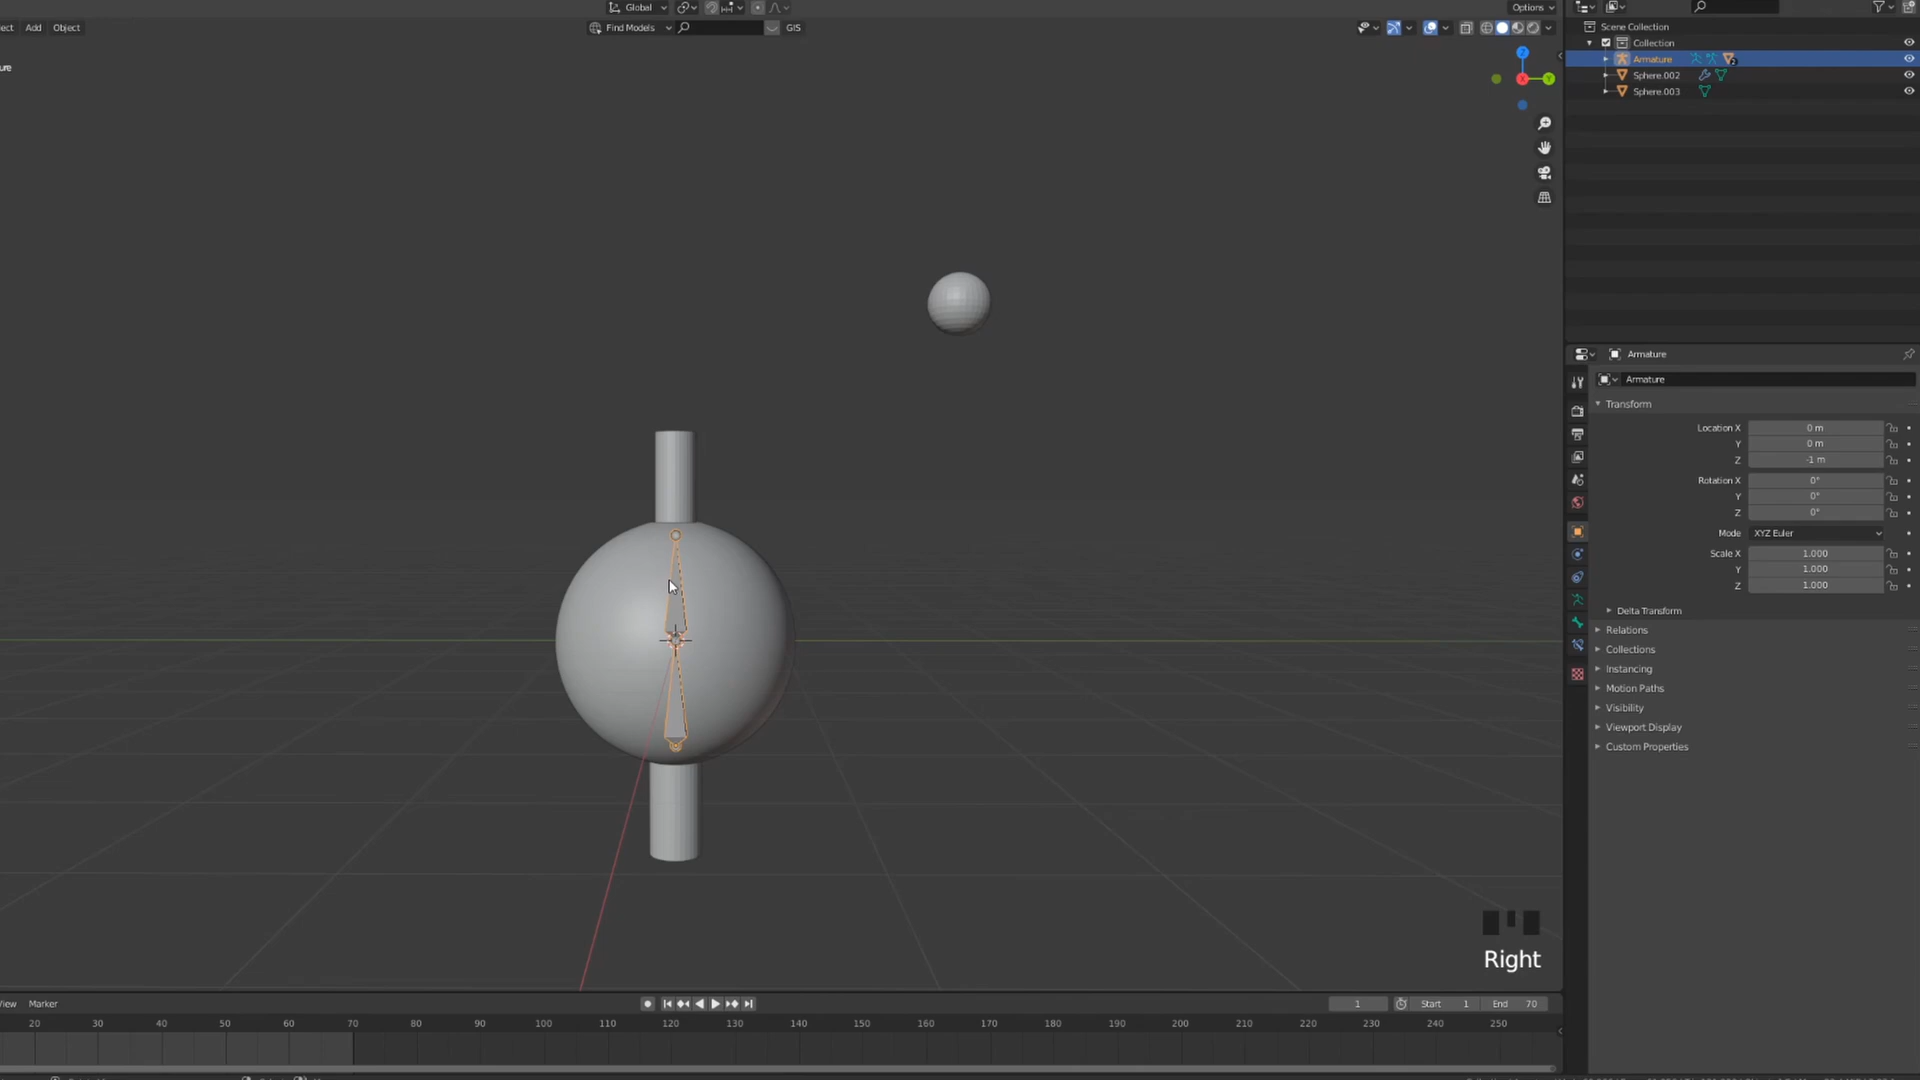 Global
Options
ect Add Object
Find Models
GIS
ure
Z
X
Y
Right
Scene Collection
Collection
Armature
2
Sphere.002
Sphere.003
Armature
Armature
Transform
Location X 0 m
Y 0 m
Z -1 m
Rotation X 0°
Y 0°
Z 0°
Mode XYZ Euler
Scale X 1.000
Y 1.000
Z 1.000
Delta Transform
Relations
Collections
Instancing
Motion Paths
Visibility
Viewport Display
Custom Properties
View Marker
1 Start 1 End 70
20 30 40 50 60 70 80 90 100 110 120 130 140 150 160 170 180 190 200 210 220 230 240 250